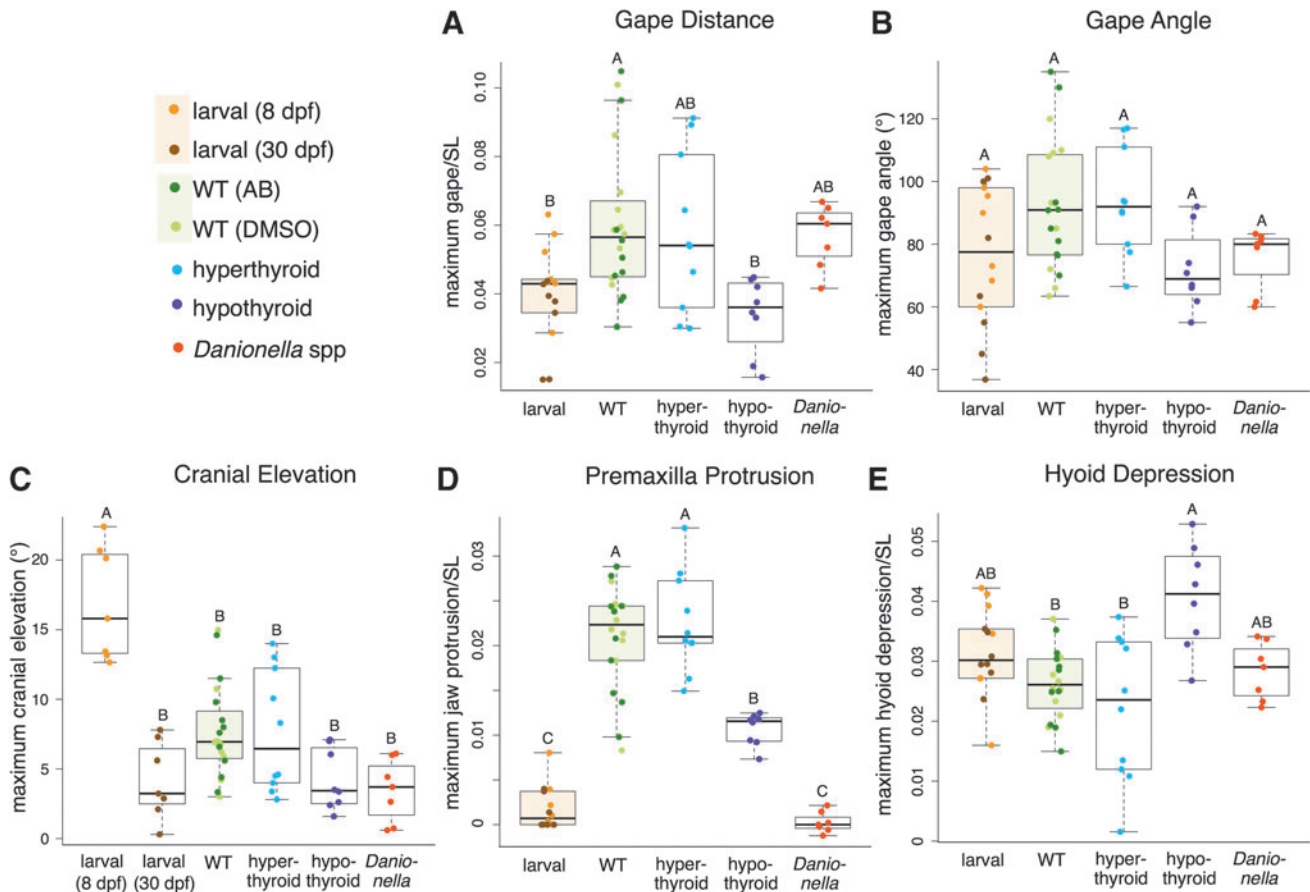 larval (8 dpf)
larval (30 dpf)
WT (AB)
WT (DMSO)
hyperthyroid
hypothyroid
Danionella spp
A
Gape Distance
maximum gape/SL
0.10
0.08
0.06
0.04
0.02
B
A
AB
B
AB
larval
WT
hyper-
thyroid
hypo-
thyroid
Danio-
nella
B
Gape Angle
maximum gape angle (°)
120
100
80
60
40
A
A
A
A
A
larval
WT
hyper-
thyroid
hypo-
thyroid
Danio-
nella
C
Cranial Elevation
maximum cranial elevation (°)
20
15
10
5
0
A
B
B
B
B
B
larval
(8 dpf)
larval
(30 dpf)
WT
hyper-
thyroid
hypo-
thyroid
Danio-
nella
D
Premaxilla Protrusion
maximum jaw protrusion/SL
0.03
0.02
0.01
0
C
A
A
B
C
larval
WT
hyper-
thyroid
hypo-
thyroid
Danio-
nella
E
Hyoid Depression
maximum hyoid depression/SL
0.05
0.04
0.03
0.02
0.01
0
AB
B
B
A
AB
larval
WT
hyper-
thyroid
hypo-
thyroid
Danio-
nella